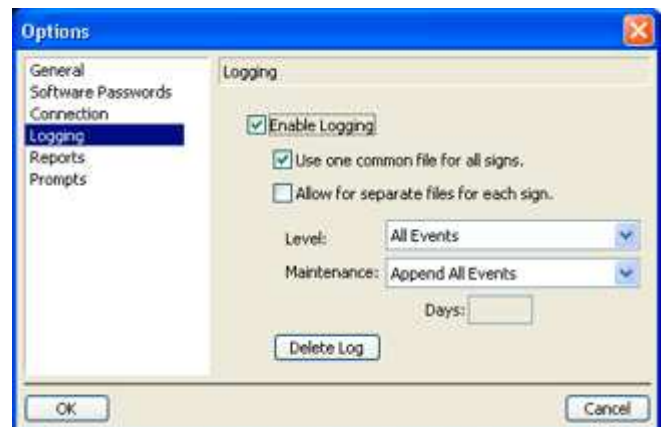 Options
General
Software Passwords
Connection
Logging
Reports
Prompts
Logging
Enable Logging
Use one common file for all signs.
Allow for separate files for each sign.
Level: All Events
Maintenance: Append All Events
Days:
Delete Log
OK Cancel